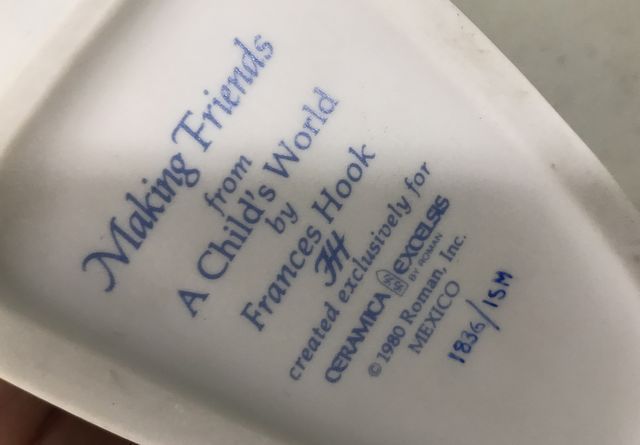 Making Friends
from
A Child's World
by
Frances Hook
FH
created exclusively for
CERAMICA EXCELSIS
BY ROMAN
© 1980 Roman, Inc.
MEXICO
1836/15M